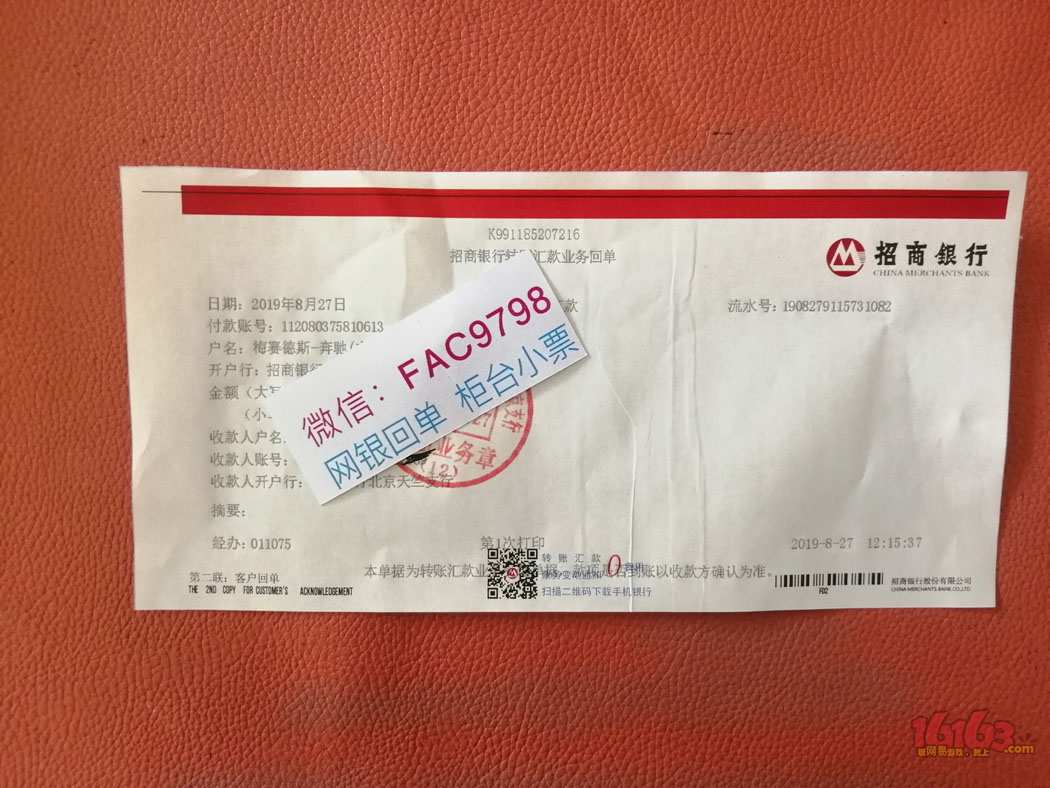 K991185207216
招商银行转账汇款业务回单
招商银行
CHINA MERCHANTS BANK
日期：2019年8月27日
款
流水号：1908279115731082
付款账号：112080375810613
户名：梅赛德斯-奔驰(
开户行：招商银行
金额（大写
（小
收款人户名
收款人账号：
收款人开户行：
北京天竺支行
微信：FAC9798
网银回单 柜台小票
业务章
(12)
摘要：
经办：011075
第1次打印
2019-8-27 12:15:37
本单据为转账汇款业
款项是否到账以收款方确认为准。
转账汇款
扫描二维码下载手机银行
第二联：客户回单
THE 2ND COPY FOR CUSTOMER'S ACKNOWLEDGEMENT
F02
招商银行股份有限公司
CHINA MERCHANTS BANK CO.,LTD.
16163.com